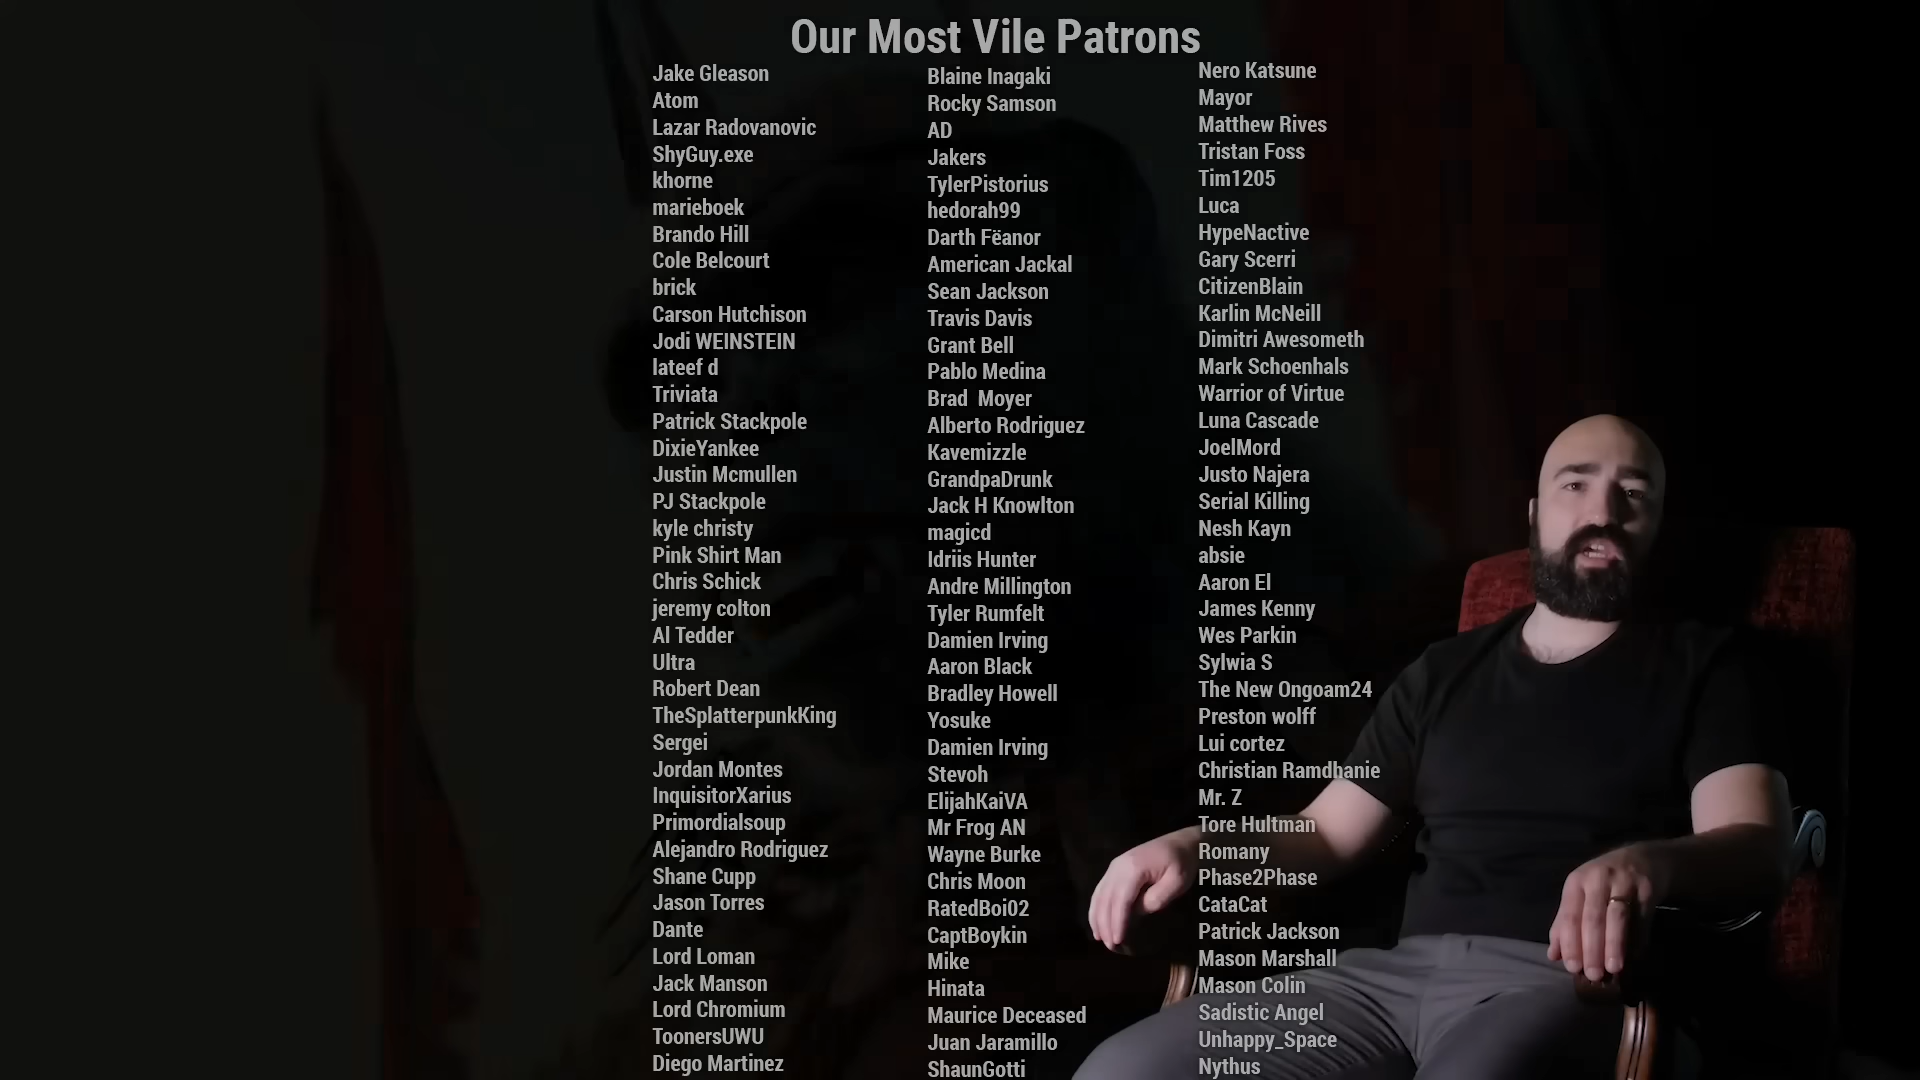 Our Most Vile Patrons
Jake Gleason
Atom
Lazar Radovanovic
ShyGuy.exe
khorne
marieboek
Brando Hill
Cole Belcourt
brick
Carson Hutchison
Jodi WEINSTEIN
lateef d
Triviata
Patrick Stackpole
DixieYankee
Justin Mcmullen
PJ Stackpole
kyle christy
Pink Shirt Man
Chris Schick
jeremy colton
Al Tedder
Ultra
Robert Dean
TheSplatterpunkKing
Sergei
Jordan Montes
InquisitorXarius
Primordialsoup
Alejandro Rodriguez
Shane Cupp
Jason Torres
Dante
Lord Loman
Jack Manson
Lord Chromium
ToonersUWU
Diego Martinez
Blaine Inagaki
Rocky Samson
AD
Jakers
TylerPistorius
hedorah99
Darth Fëanor
American Jackal
Sean Jackson
Travis Davis
Grant Bell
Pablo Medina
Brad  Moyer
Alberto Rodriguez
Kavemizzle
GrandpaDrunk
Jack H Knowlton
magicd
Idriis Hunter
Andre Millington
Tyler Rumfelt
Damien Irving
Aaron Black
Bradley Howell
Yosuke
Damien Irving
Stevoh
ElijahKaiVA
Mr Frog AN
Wayne Burke
Chris Moon
RatedBoi02
CaptBoykin
Mike
Hinata
Maurice Deceased
Juan Jaramillo
ShaunGotti
Nero Katsune
Mayor
Matthew Rives
Tristan Foss
Tim1205
Luca
HypeNactive
Gary Scerri
CitizenBlain
Karlin McNeill
Dimitri Awesometh
Mark Schoenhals
Warrior of Virtue
Luna Cascade
JoelMord
Justo Najera
Serial Killing
Nesh Kayn
absie
Aaron El
James Kenny
Wes Parkin
Sylwia S
The New Ongoam24
Preston wolff
Lui cortez
Christian Ramdhanie
Mr. Z
Tore Hultman
Romany
Phase2Phase
CataCat
Patrick Jackson
Mason Marshall
Mason Colin
Sadistic Angel
Unhappy_Space
Nythus